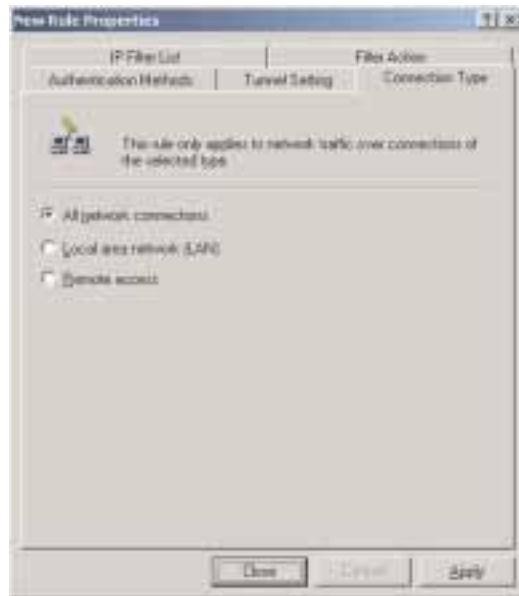 New Rule Properties
IP Filter List
Filter Action
Authentication Methods
Tunnel Setting
Connection Type
This rule only applies to network traffic over connections of
the selected type.
All network connections
Local area network (LAN)
Remote access
Close
Cancel
Apply